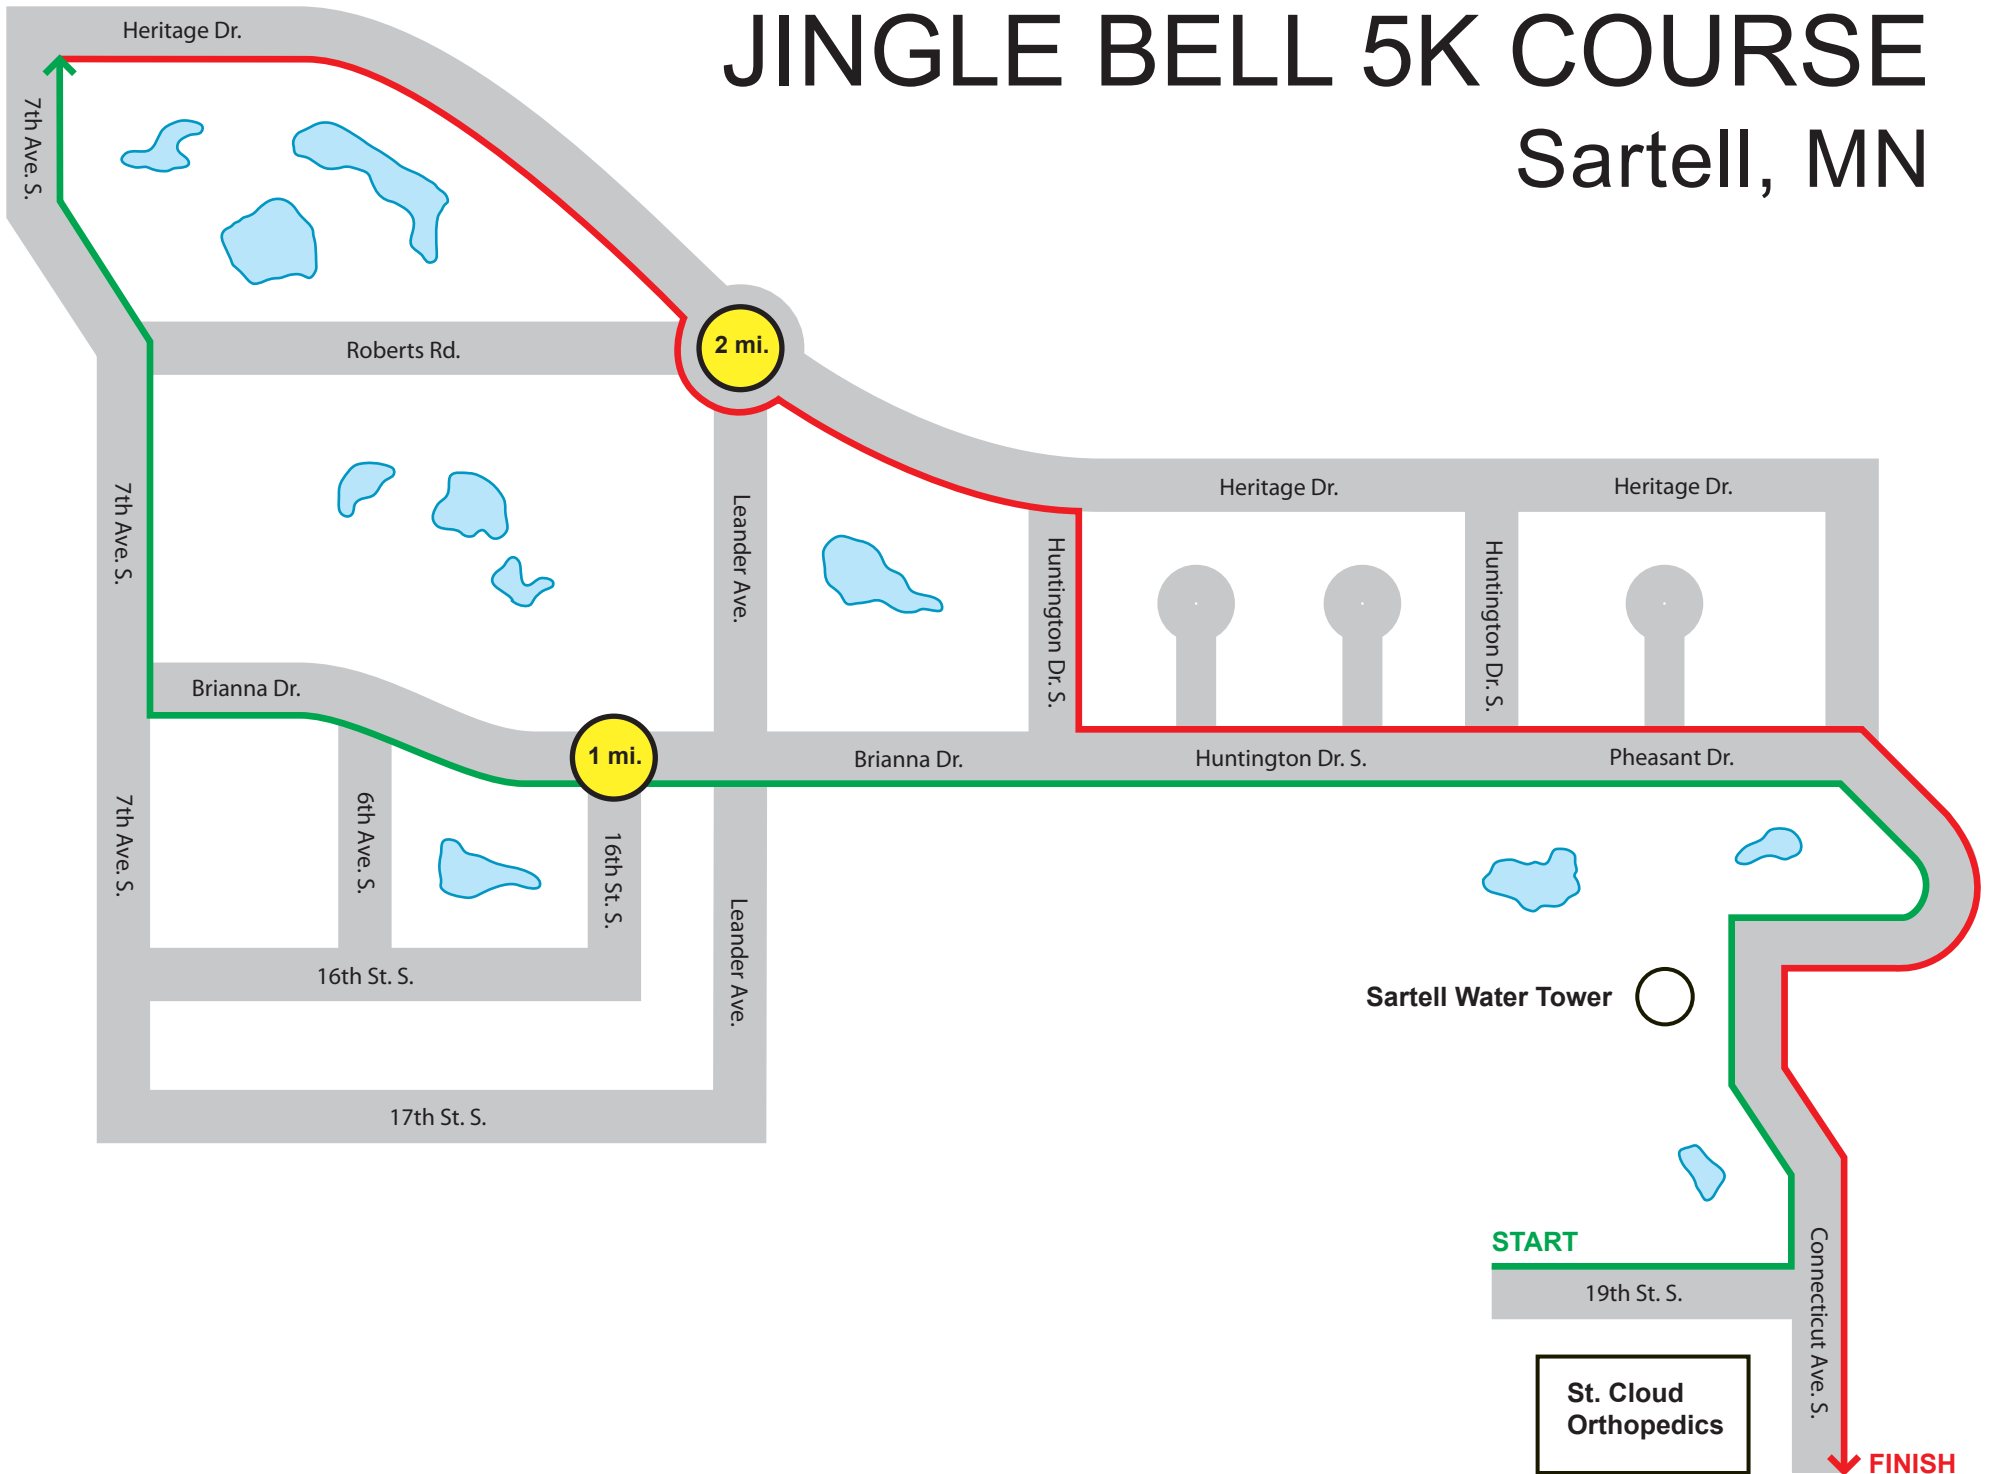 JINGLE BELL 5K COURSE
Sartell, MN
Heritage Dr.
7th Ave. S.
Roberts Rd.
2 mi.
Heritage Dr.
Heritage Dr.
7th Ave. S.
Leander Ave.
Huntington Dr. S.
Huntington Dr. S.
Brianna Dr.
1 mi.
Brianna Dr.
Huntington Dr. S.
Pheasant Dr.
7th Ave. S.
6th Ave. S.
16th St. S.
Leander Ave.
16th St. S.
Sartell Water Tower
17th St. S.
START
19th St. S.
Connecticut Ave. S.
St. Cloud
Orthopedics
FINISH